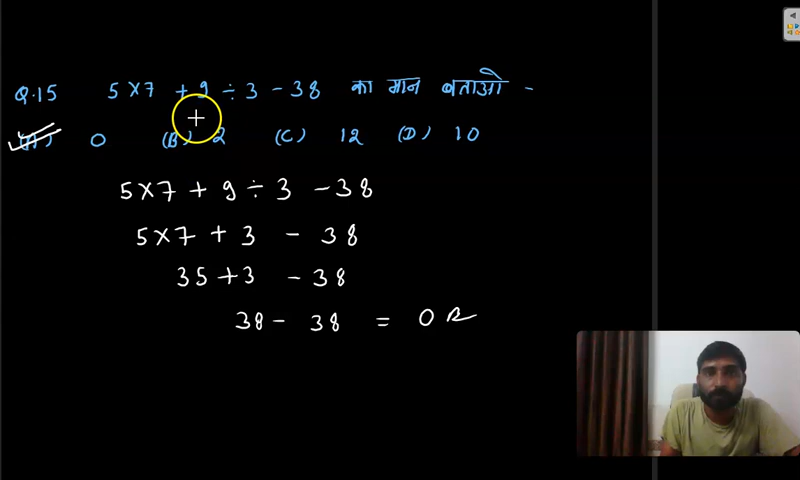 Q.15 5×7 +9÷3 -38 का मान बताओ -
(A) 0 (B) 2 (C) 12 (D) 10
5×7 + 9 ÷ 3 -38
5×7 + 3 - 38
35 +3 - 38
38 - 38 = 0